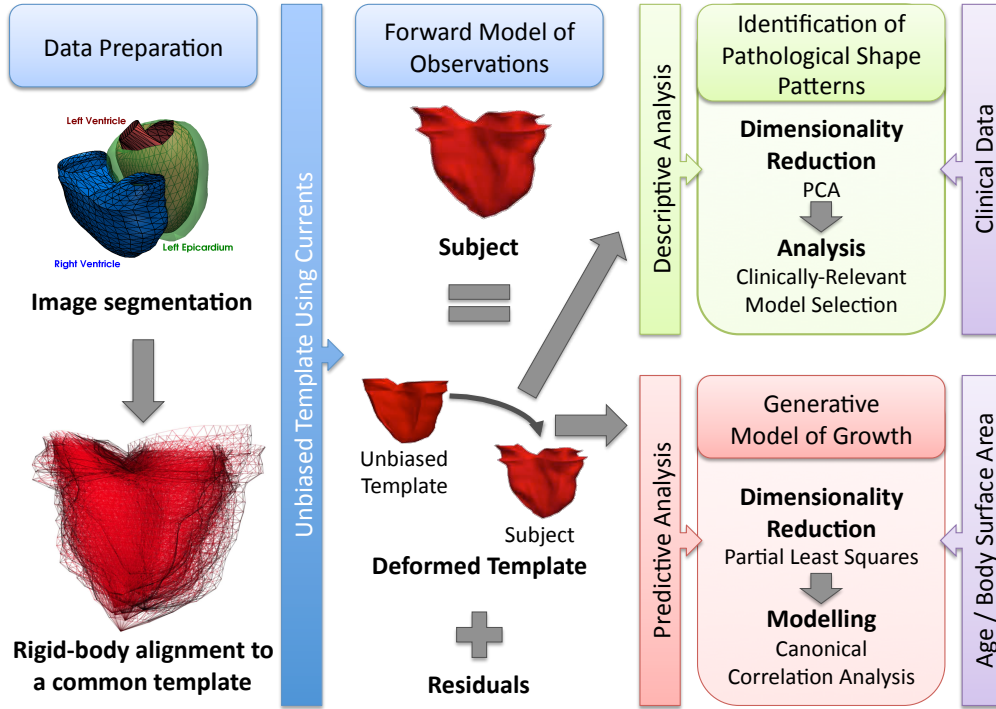 Data Preparation
Left Ventricle
Left Epicardium
Right Ventricle
Image segmentation
Rigid-body alignment to
a common template
Unbiased Template Using Currents
Forward Model of
Observations
Subject
Unbiased
Template
Subject
Deformed Template
Residuals
Descriptive Analysis
Identification of
Pathological Shape
Patterns
Dimensionality
Reduction
PCA
Analysis
Clinically-Relevant
Model Selection
Clinical Data
Predictive Analysis
Generative
Model of Growth
Dimensionality
Reduction
Partial Least Squares
Modelling
Canonical
Correlation Analysis
Age / Body Surface Area